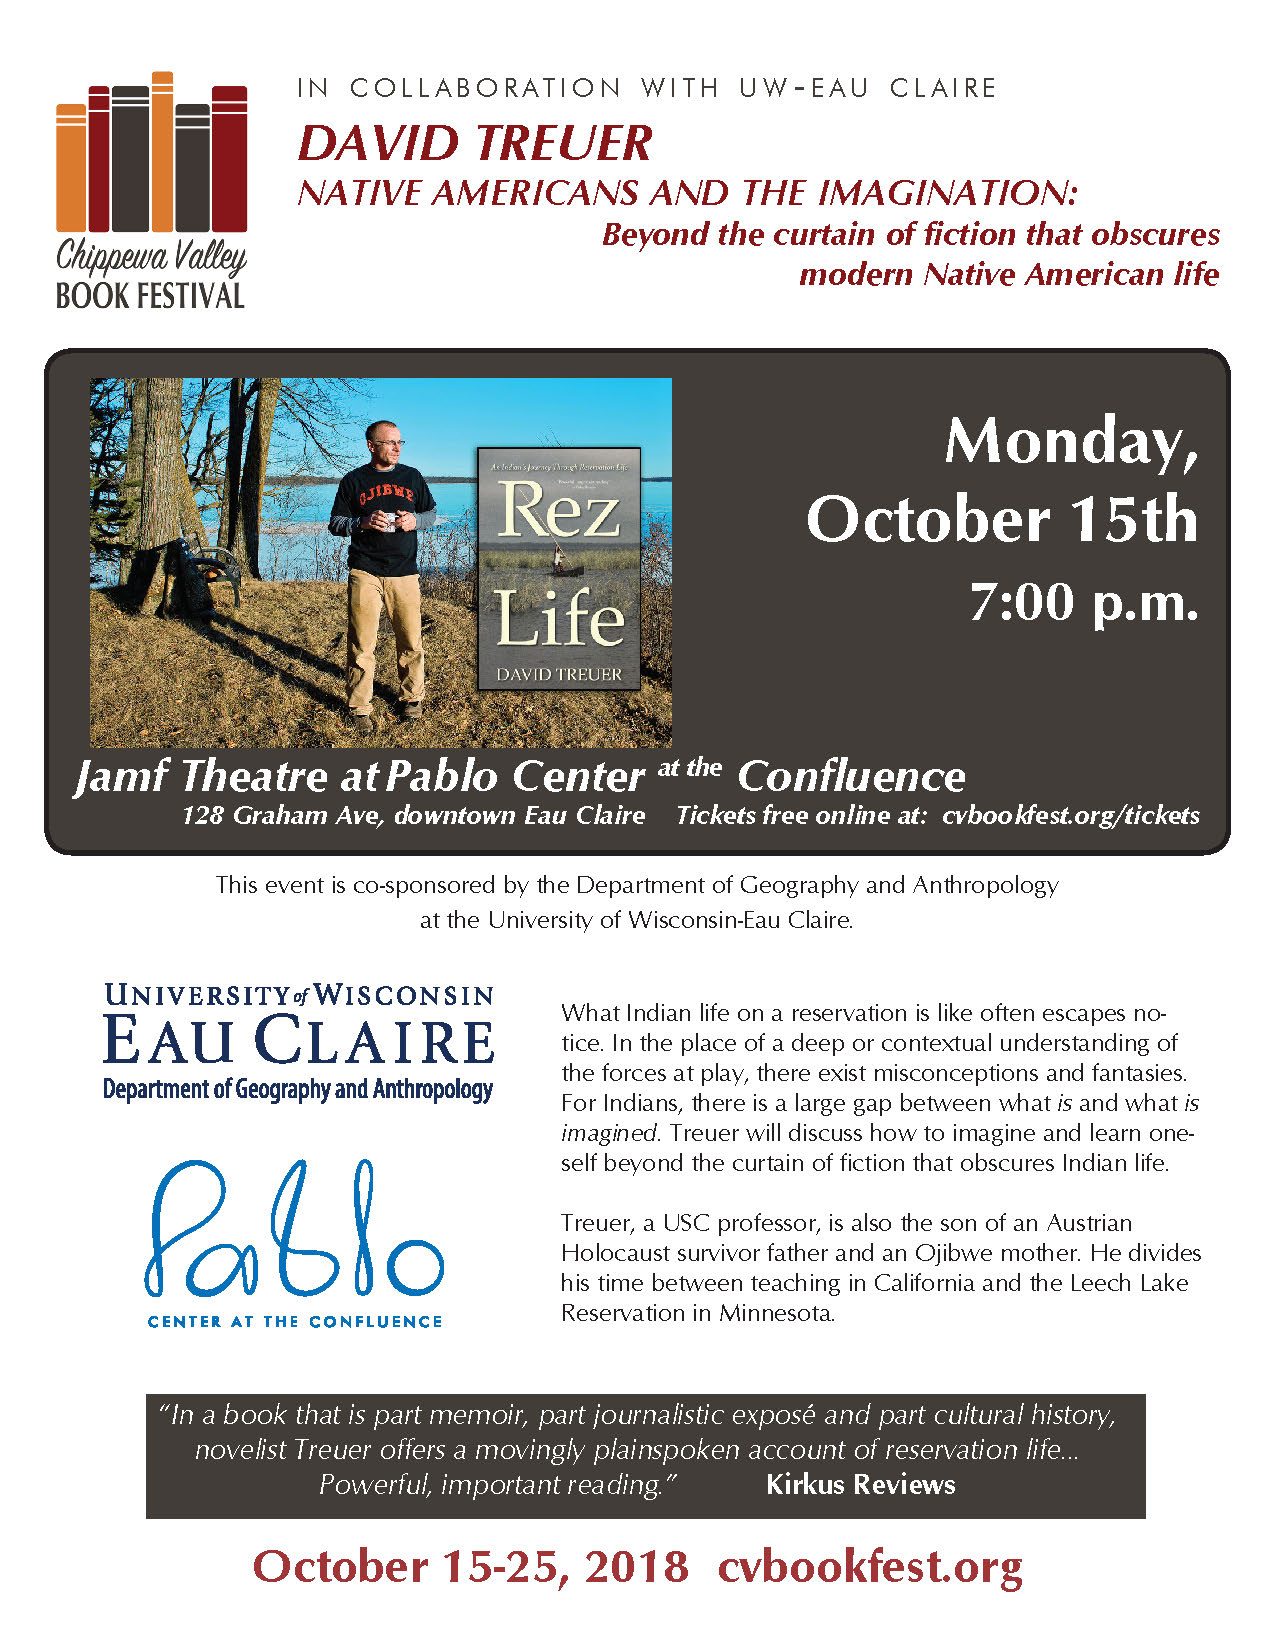 IN COLLABORATION WITH UW-EAU CLAIRE
DAVID TREUER
NATIVE AMERICANS AND THE IMAGINATION:
Beyond the curtain of fiction that obscures
modern Native American life
Chippewa Valley
BOOK FESTIVAL
Monday,
October 15th
7:00 p.m.
OJIBWE
An Indian's Journey Through Reservation Life
Rez
Life
DAVID TREUER
Jamf Theatre at Pablo Center at the Confluence
128 Graham Ave, downtown Eau Claire Tickets free online at: cvbookfest.org/tickets
This event is co-sponsored by the Department of Geography and Anthropology
at the University of Wisconsin-Eau Claire.
UNIVERSITY of WISCONSIN
EAU CLAIRE
Department of Geography and Anthropology
Pablo
CENTER AT THE CONFLUENCE
What Indian life on a reservation is like often escapes no-
tice. In the place of a deep or contextual understanding of
the forces at play, there exist misconceptions and fantasies.
For Indians, there is a large gap between what is and what is
imagined. Treuer will discuss how to imagine and learn one-
self beyond the curtain of fiction that obscures Indian life.
Treuer, a USC professor, is also the son of an Austrian
Holocaust survivor father and an Ojibwe mother. He divides
his time between teaching in California and the Leech Lake
Reservation in Minnesota.
“In a book that is part memoir, part journalistic exposé and part cultural history,
novelist Treuer offers a movingly plainspoken account of reservation life...
Powerful, important reading.” Kirkus Reviews
October 15-25, 2018 cvbookfest.org